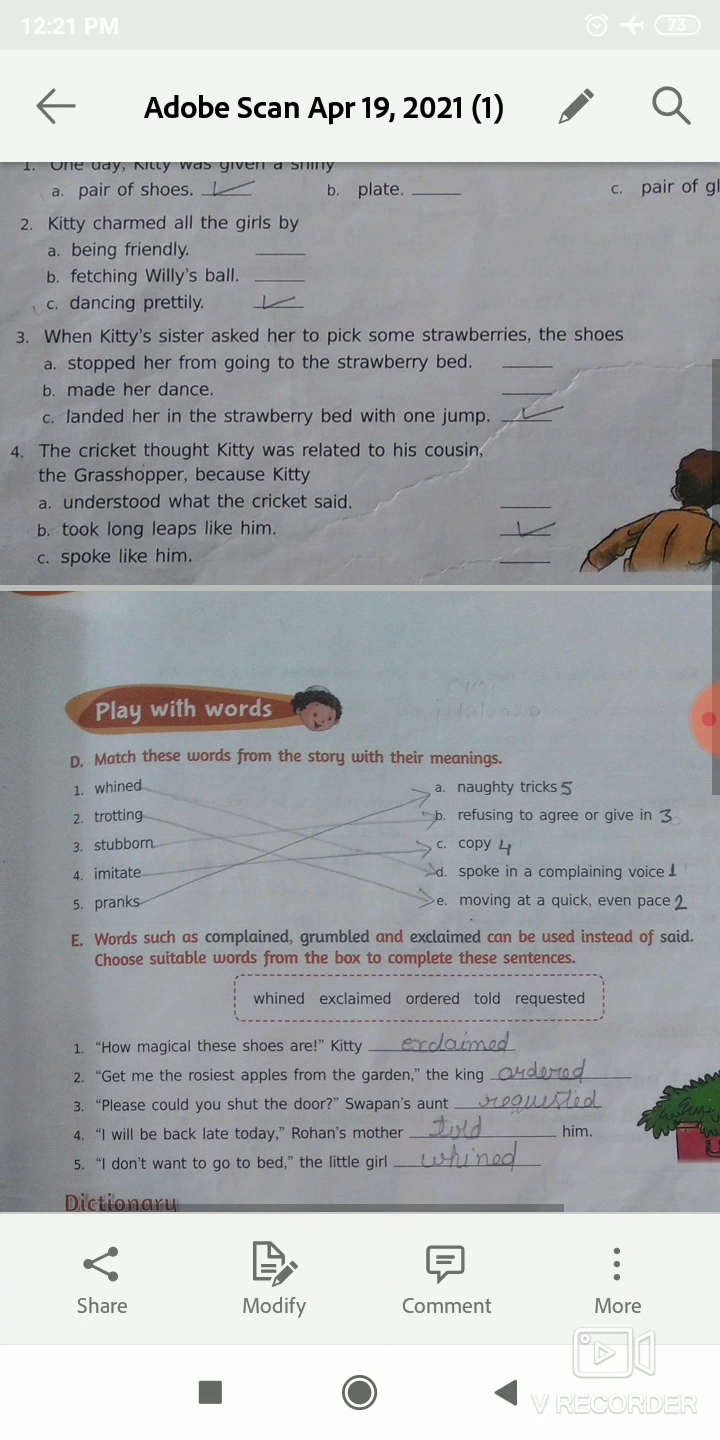 12:21 PM 73
Adobe Scan Apr 19, 2021 (1)
1. One day, Kitty was given a shiny
a. pair of shoes. b. plate. c. pair of gl
2. Kitty charmed all the girls by
a. being friendly.
b. fetching Willy's ball.
c. dancing prettily.
3. When Kitty's sister asked her to pick some strawberries, the shoes
a. stopped her from going to the strawberry bed.
b. made her dance.
c. landed her in the strawberry bed with one jump.
4. The cricket thought Kitty was related to his cousin,
the Grasshopper, because Kitty
a. understood what the cricket said.
b. took long leaps like him.
c. spoke like him.
Play with words
D. Match these words from the story with their meanings.
1. whined a. naughty tricks 5
2. trotting b. refusing to agree or give in 3
3. stubborn c. copy 4
4. imitate d. spoke in a complaining voice 1
5. pranks e. moving at a quick, even pace 2
E. Words such as complained, grumbled and exclaimed can be used instead of said.
Choose suitable words from the box to complete these sentences.
whined exclaimed ordered told requested
1. “How magical these shoes are!” Kitty exclaimed
2. “Get me the rosiest apples from the garden,” the king ordered
3. “Please could you shut the door?” Swapan's aunt requested
4. “I will be back late today,” Rohan's mother told him.
5. “I don't want to go to bed,” the little girl whined
Dictionary
Share Modify Comment More
V RECORDER